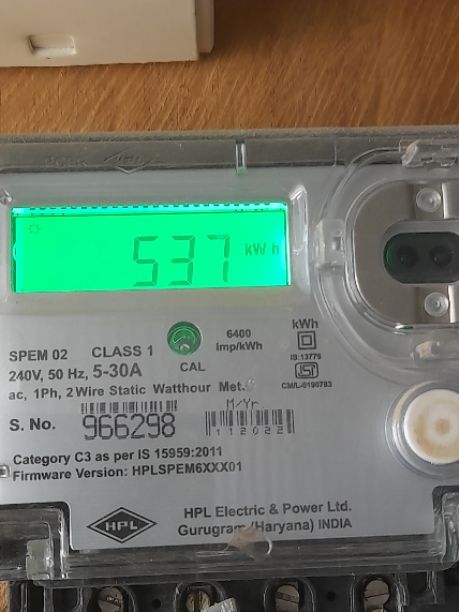 537 kWh
6400
imp/kWh
kWh
IS:13779
CM/L-0190793
SPEM 02 CLASS 1
CAL
240V, 50 Hz, 5-30A
ac, 1Ph, 2Wire Static Watthour Met.
M/Yr
S. No. 966298
112022
Category C3 as per IS 15959:2011
Firmware Version: HPLSPEM6XXX01
HPL
HPL Electric & Power Ltd.
Gurugram (Haryana) INDIA